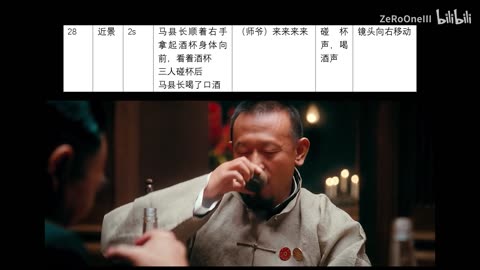 ZeRoOneIII bilibili
28 近景 2s 马县长顺着右手 （师爷）来来来来 碰杯 镜头向右移动
拿起酒杯身体向 声，喝
前，看着酒杯 酒声
三人碰杯后
马县长喝了口酒